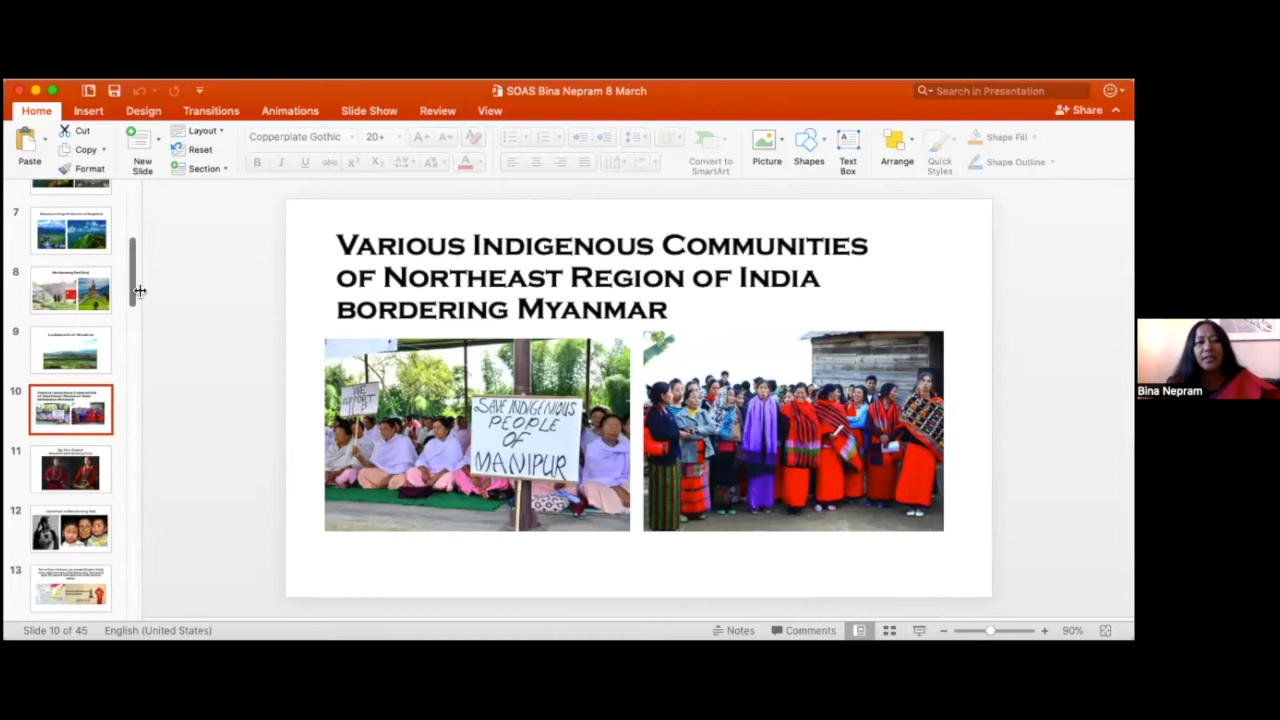 SOAS Bina Nepram 8 March
Search in Presentation
Home Insert Design Transitions Animations Slide Show Review View
Share
Paste
Cut
Copy
Format
New Slide
Layout
Reset
Section
Copperplate Gothic 20+
B I U abc X² X₂
Convert to SmartArt
Picture
Shapes
Text Box
Arrange
Quick Styles
Shape Fill
Shape Outline
7
8
9
10
11
12
13
VARIOUS INDIGENOUS COMMUNITIES
OF NORTHEAST REGION OF INDIA
BORDERING MYANMAR
WE
SAVE INDIGENOUS
PEOPLE
OF
MANIPUR
Bina Nepram
Slide 10 of 45 English (United States)
Notes Comments 90%